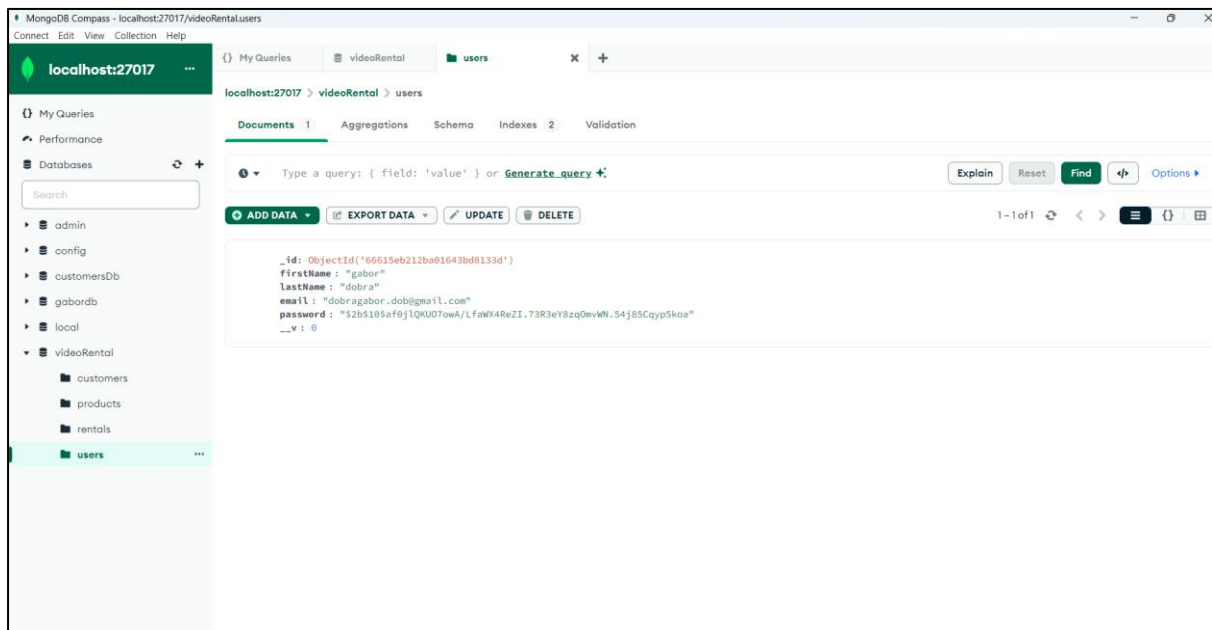 MongoDB Compass - localhost:27017/videoRental.users
Connect Edit View Collection Help
localhost:27017 ...
{} My Queries videoRental users
localhost:27017 > videoRental > users
{} My Queries
Performance
Databases
Search
admin
config
customersDb
gabordb
local
videoRental
customers
products
rentals
users ...
Documents 1 Aggregations Schema Indexes 2 Validation
Type a query: { field: 'value' } or Generate query
Explain Reset Find </> Options
ADD DATA EXPORT DATA UPDATE DELETE
1-1 of 1 {}
_id: ObjectId('66615eb212ba01643bd8133d')
firstName : "gabor"
lastName : "dobra"
email : "dobragabor.dob@gmail.com"
password : "$2b$10$af0jlQKUO7owA/LfaWX4ReZI.73R3eY8zqOmvWN.54j85Cqyp5koa"
__v : 0